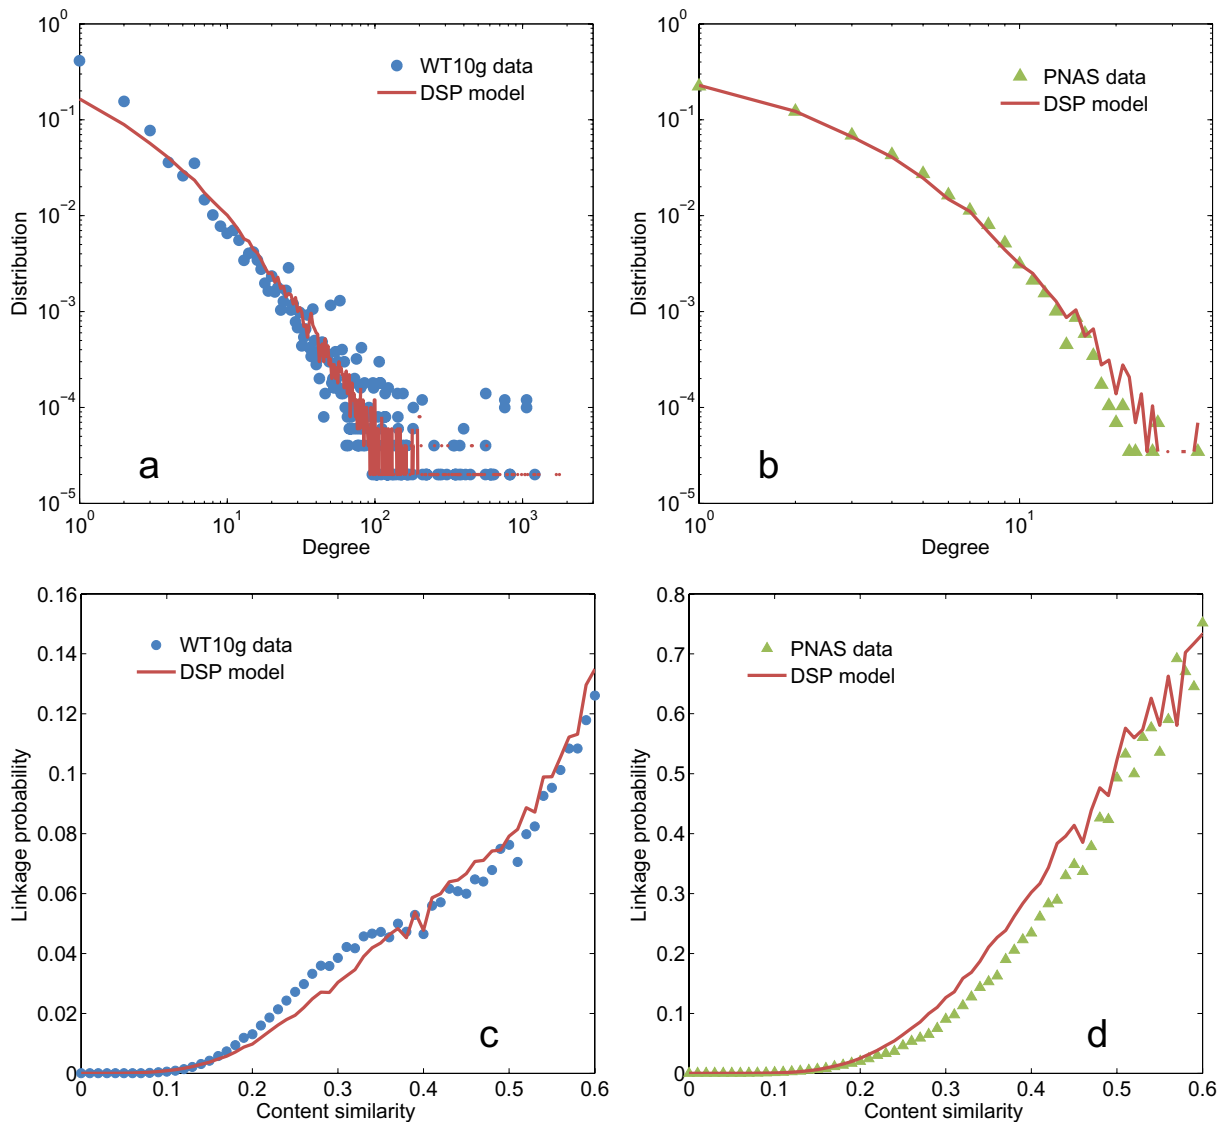 10^0
10^-1
10^-2
10^-3
10^-4
10^-5
Distribution
WT10g data
DSP model
a
10^0 10^1 10^2 10^3
Degree
10^0
10^-1
10^-2
10^-3
10^-4
10^-5
Distribution
PNAS data
DSP model
b
10^0 10^1
Degree
0.16
0.14
0.12
0.1
0.08
0.06
0.04
0.02
0
Linkage probability
WT10g data
DSP model
c
0 0.1 0.2 0.3 0.4 0.5 0.6
Content similarity
0.8
0.7
0.6
0.5
0.4
0.3
0.2
0.1
0
Linkage probability
PNAS data
DSP model
d
0 0.1 0.2 0.3 0.4 0.5 0.6
Content similarity